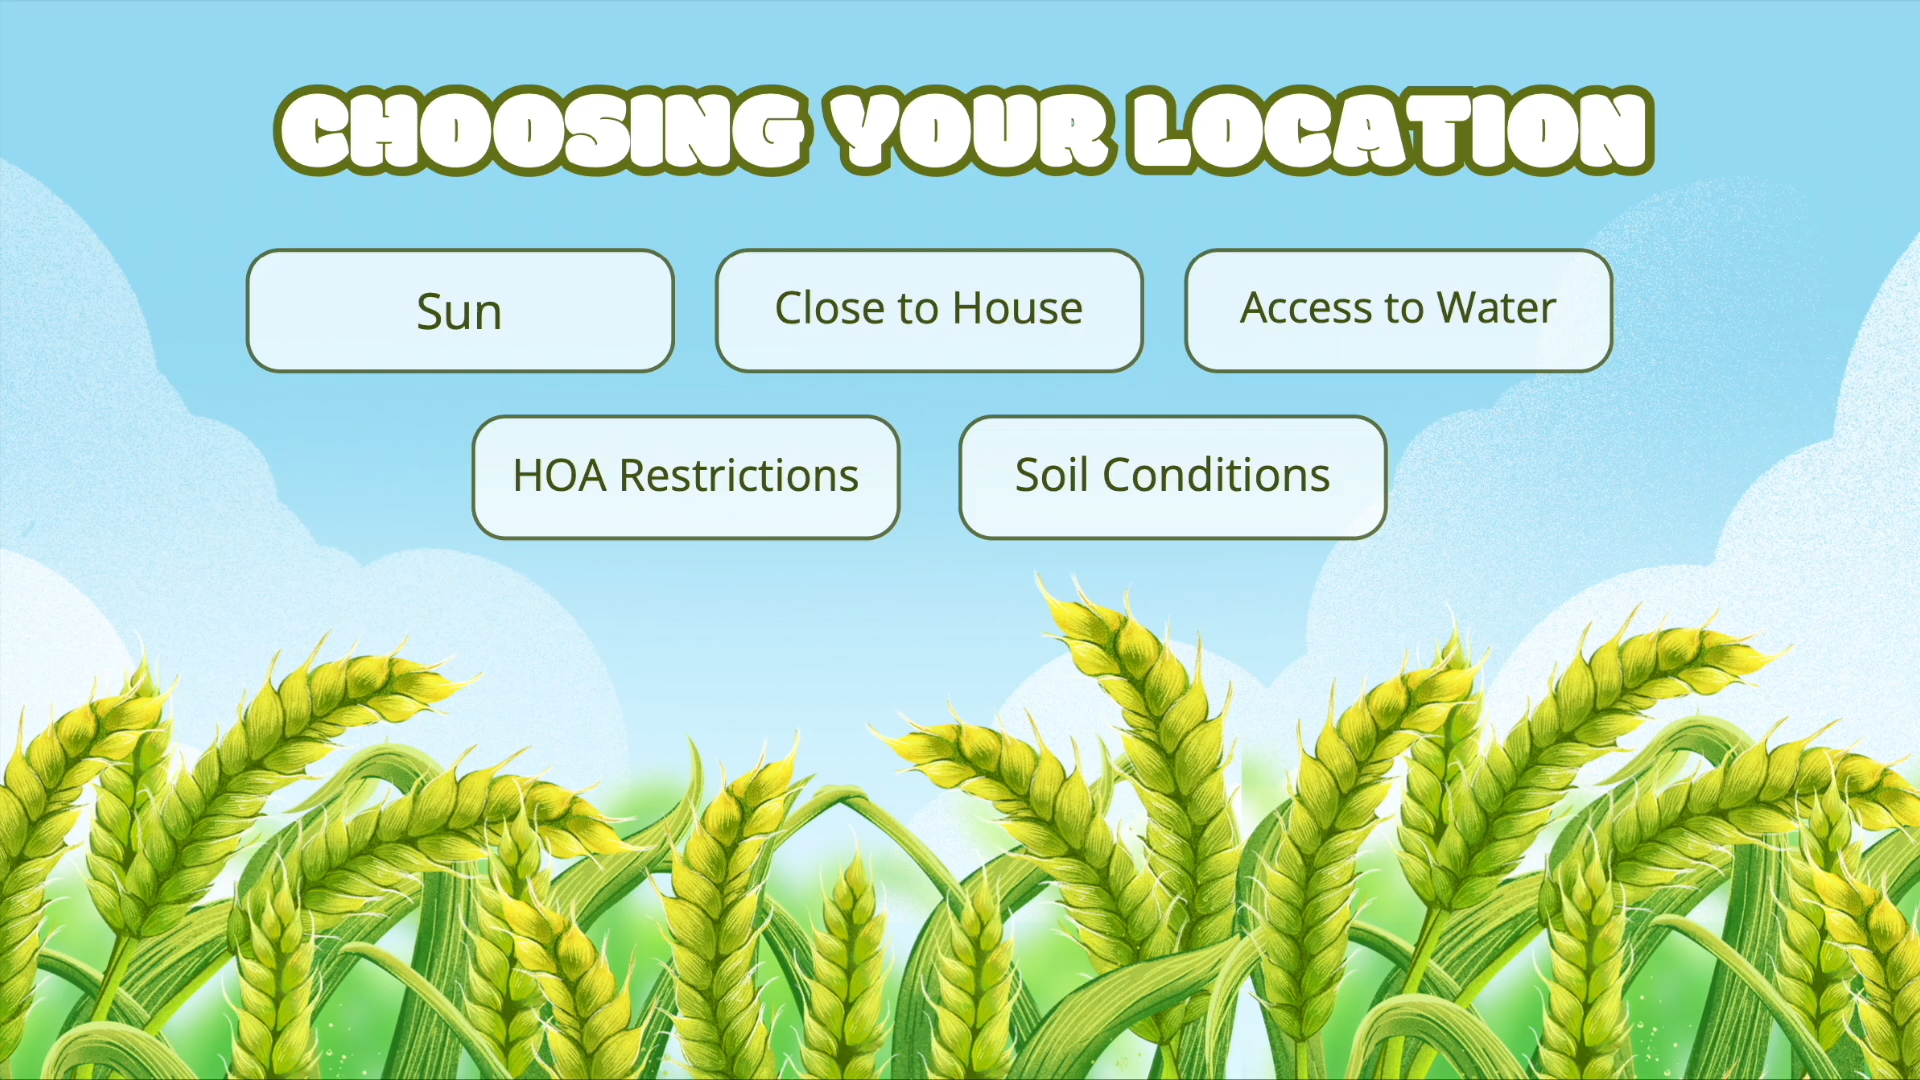 CHOOSING YOUR LOCATION
Sun
Close to House
Access to Water
HOA Restrictions
Soil Conditions